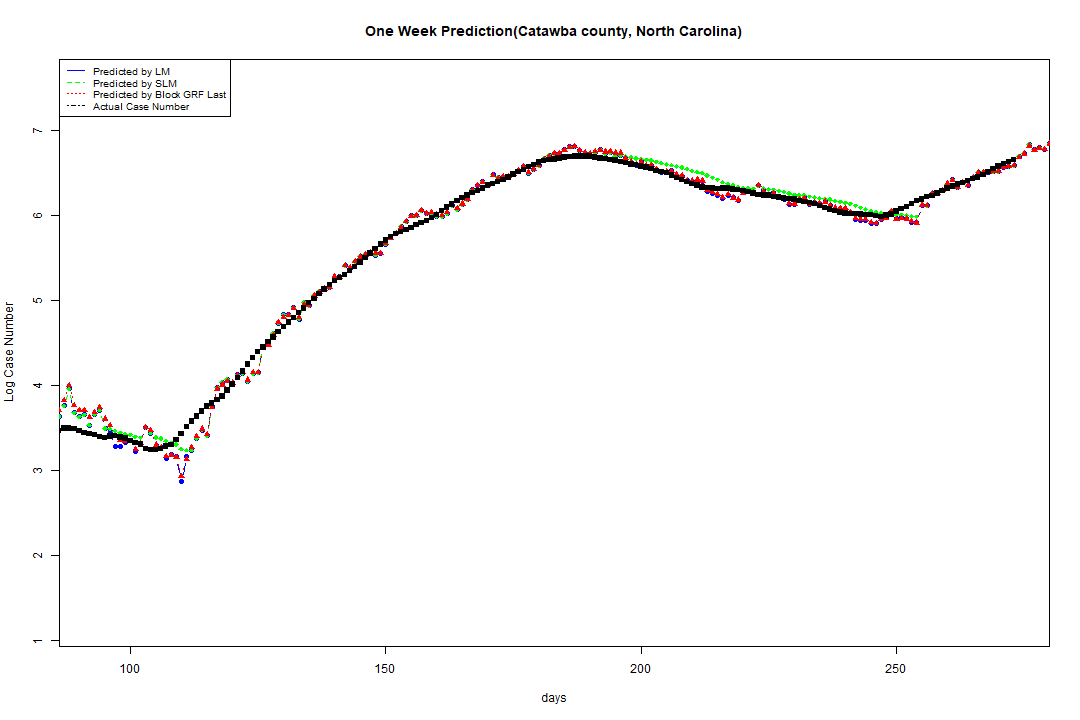 One Week Prediction(Catawba county, North Carolina)
Predicted by LM
Predicted by SLM
Predicted by Block GRF Last
Actual Case Number
7
6
5
4
3
2
1
Log Case Number
100 150 200 250
days